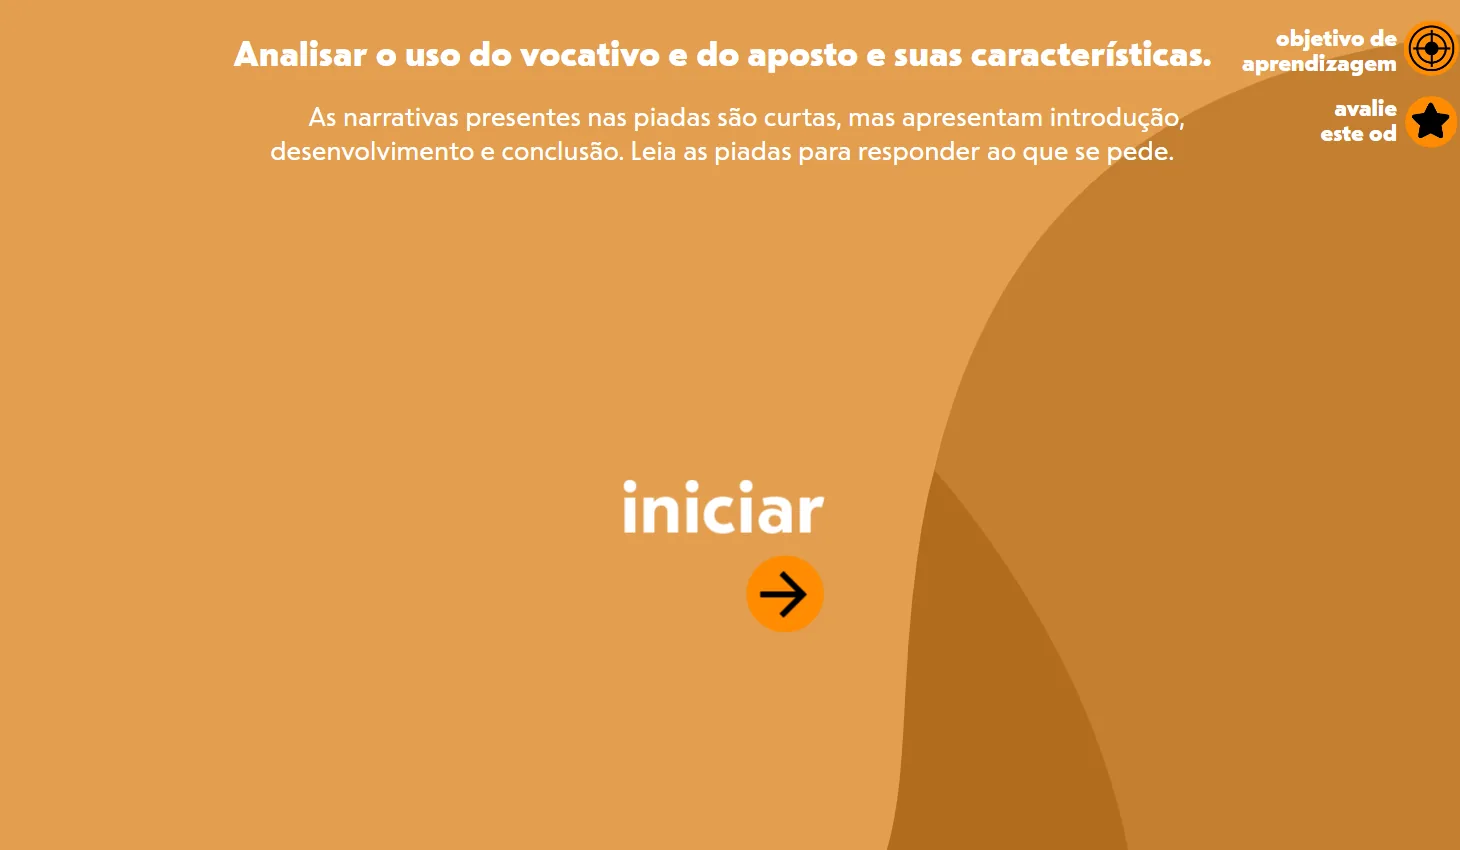 Analisar o uso do vocativo e do aposto e suas características.
As narrativas presentes nas piadas são curtas, mas apresentam introdução,
desenvolvimento e conclusão. Leia as piadas para responder ao que se pede.
objetivo de
aprendizagem
avalie
este od
iniciar